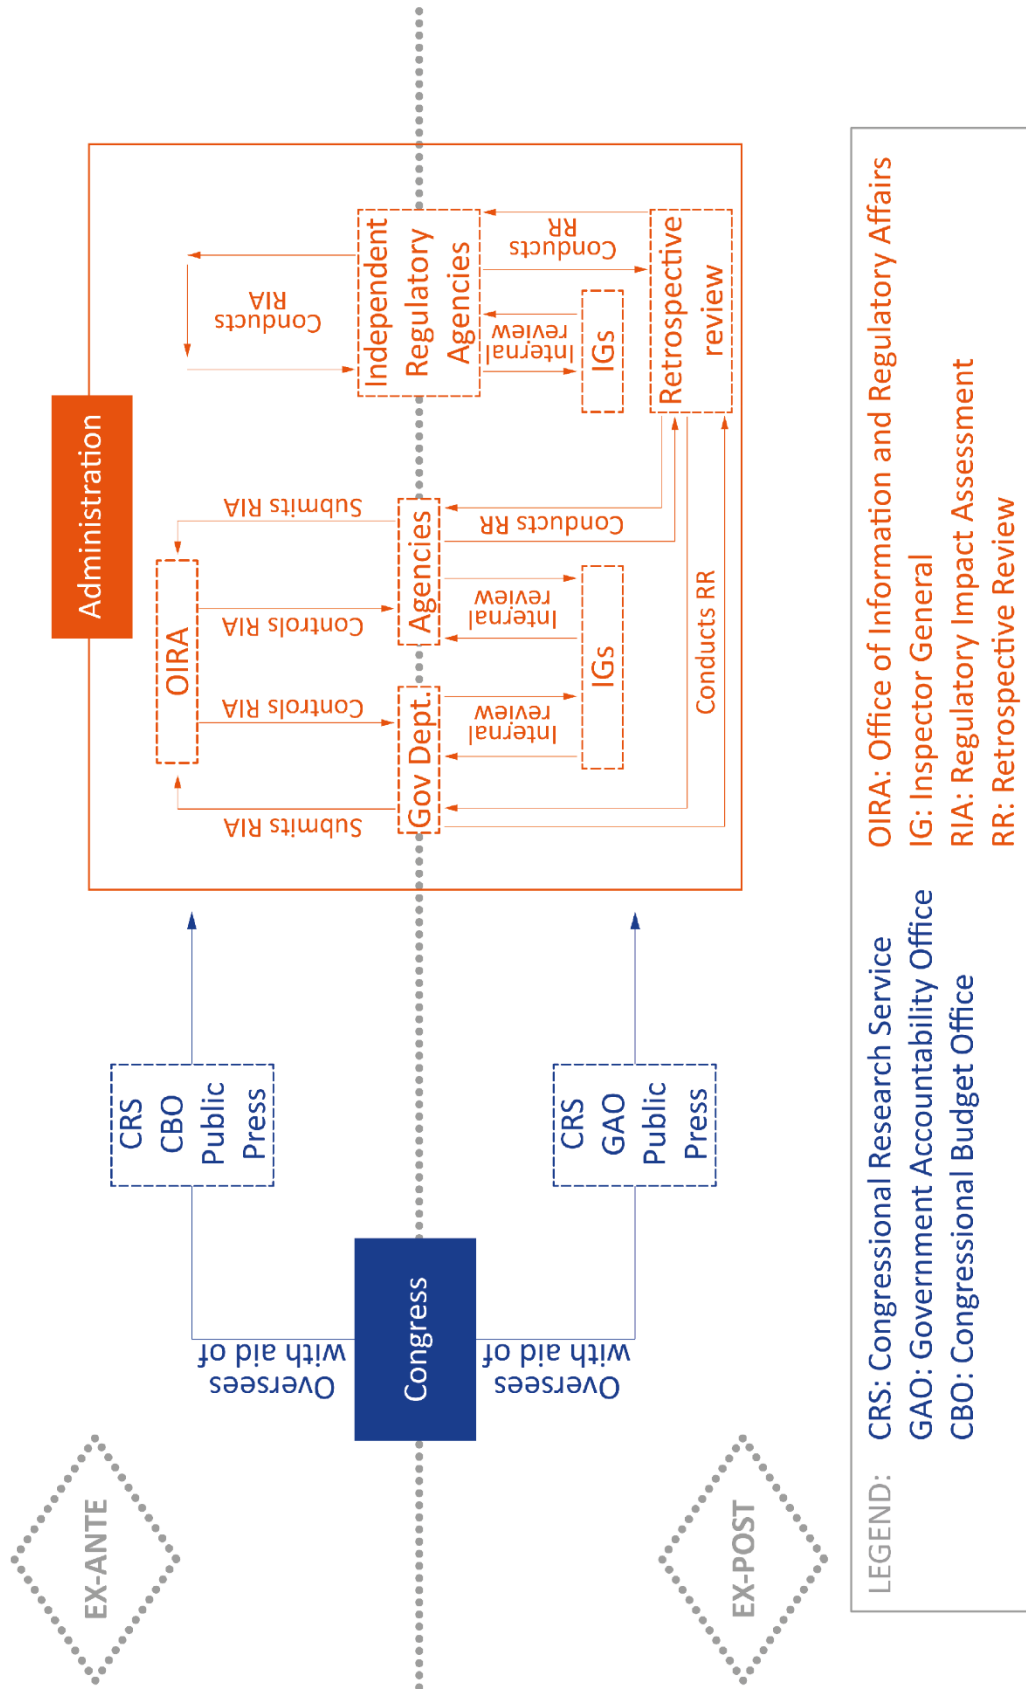 EX-ANTE
EX-POST
Congress
Oversees
with aid of
Oversees
with aid of
CRS
CBO
Public
Press
CRS
GAO
Public
Press
Administration
OIRA
Submits RIA
Controls RIA
Controls RIA
Submits RIA
Conducts
RIA
Gov Dept.
Agencies
Independent
Regulatory
Agencies
Internal
review
Internal
review
Internal
review
Conducts RR
Conducts
RR
IGs
IGs
Conducts RR
Retrospective
review
LEGEND:
CRS: Congressional Research Service
GAO: Government Accountability Office
CBO: Congressional Budget Office
OIRA: Office of Information and Regulatory Affairs
IG: Inspector General
RIA: Regulatory Impact Assessment
RR: Retrospective Review